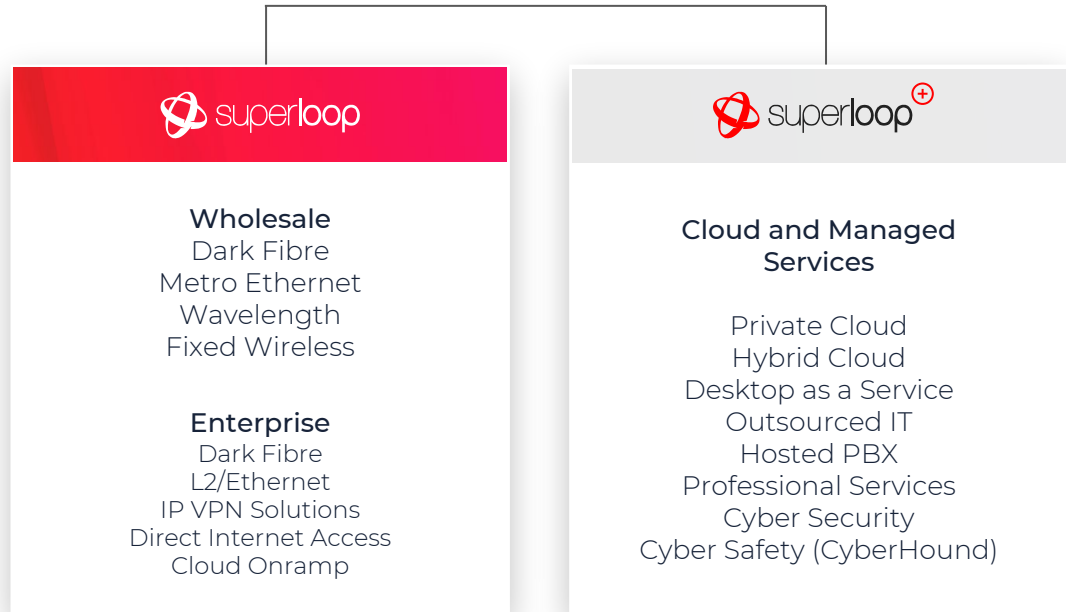 superloop
Wholesale
Dark Fibre
Metro Ethernet
Wavelength
Fixed Wireless
Enterprise
Dark Fibre
L2/Ethernet
IP VPN Solutions
Direct Internet Access
Cloud Onramp
superloop+
Cloud and Managed
Services
Private Cloud
Hybrid Cloud
Desktop as a Service
Outsourced IT
Hosted PBX
Professional Services
Cyber Security
Cyber Safety (CyberHound)